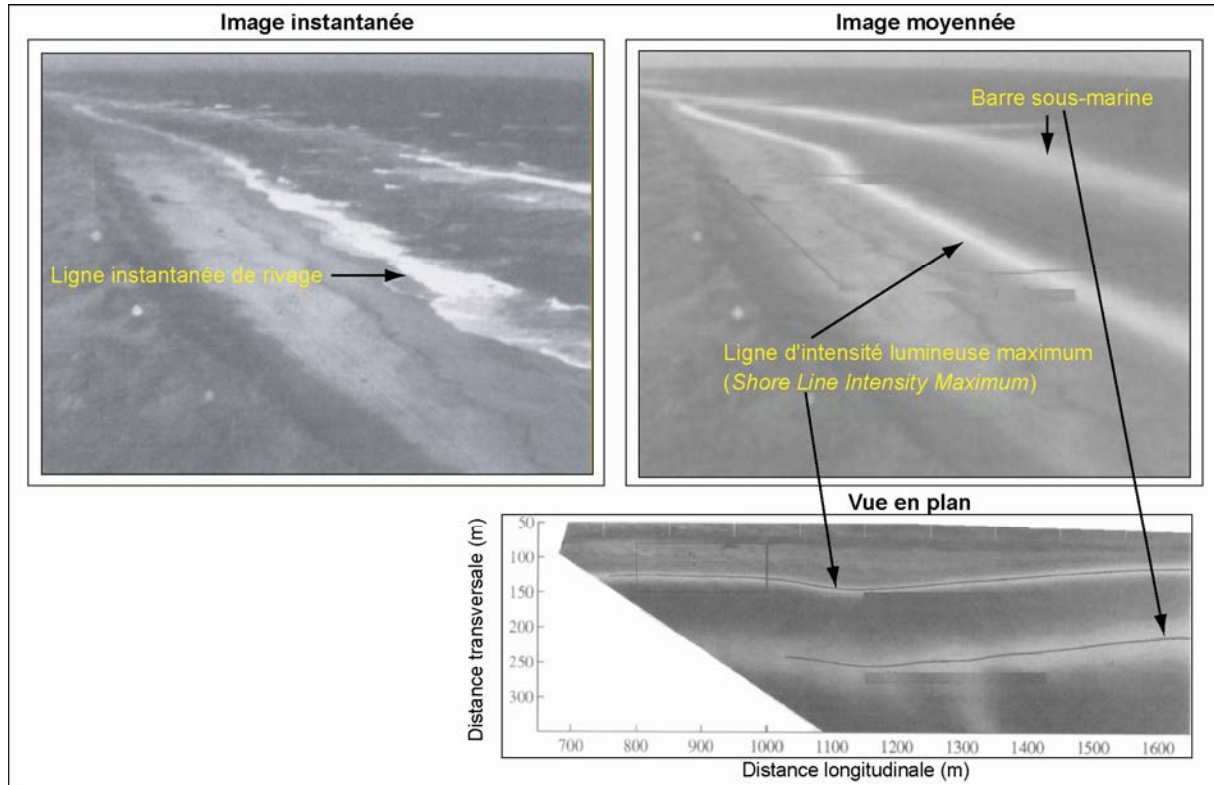 Image instantanée
Image moyennée
Ligne instantanée de rivage
Barre sous-marine
Ligne d'intensité lumineuse maximum
(Shore Line Intensity Maximum)
Vue en plan
Distance transversale (m)
50
100
150
200
250
300
700 800 900 1000 1100 1200 1300 1400 1500 1600
Distance longitudinale (m)